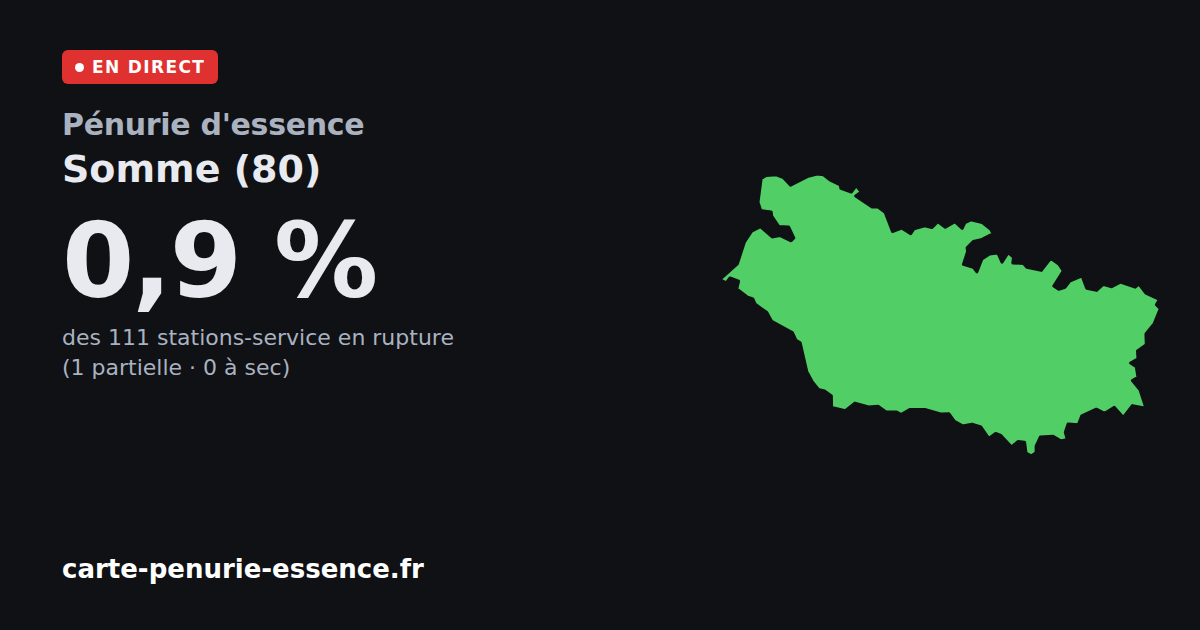 EN DIRECT
Pénurie d'essence
Somme (80)
0,9 %
des 111 stations-service en rupture
(1 partielle · 0 à sec)
carte-penurie-essence.fr